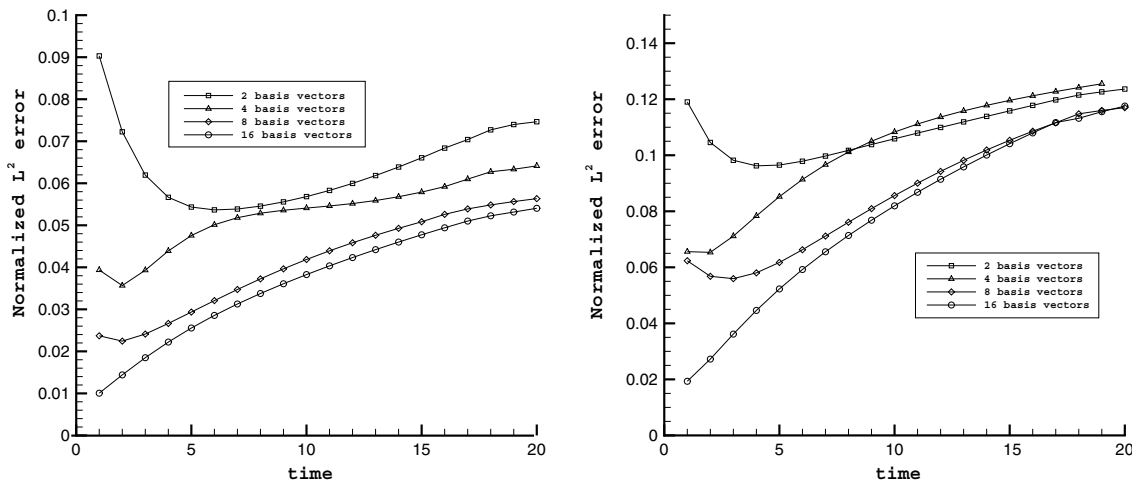 0.1
0.09
0.08
0.07
0.06
0.05
0.04
0.03
0.02
0.01
0
Normalized L² error
2 basis vectors
4 basis vectors
8 basis vectors
16 basis vectors
0 5 10 15 20
time
0.14
0.12
0.1
0.08
0.06
0.04
0.02
0
Normalized L² error
2 basis vectors
4 basis vectors
8 basis vectors
16 basis vectors
0 5 10 15 20
time